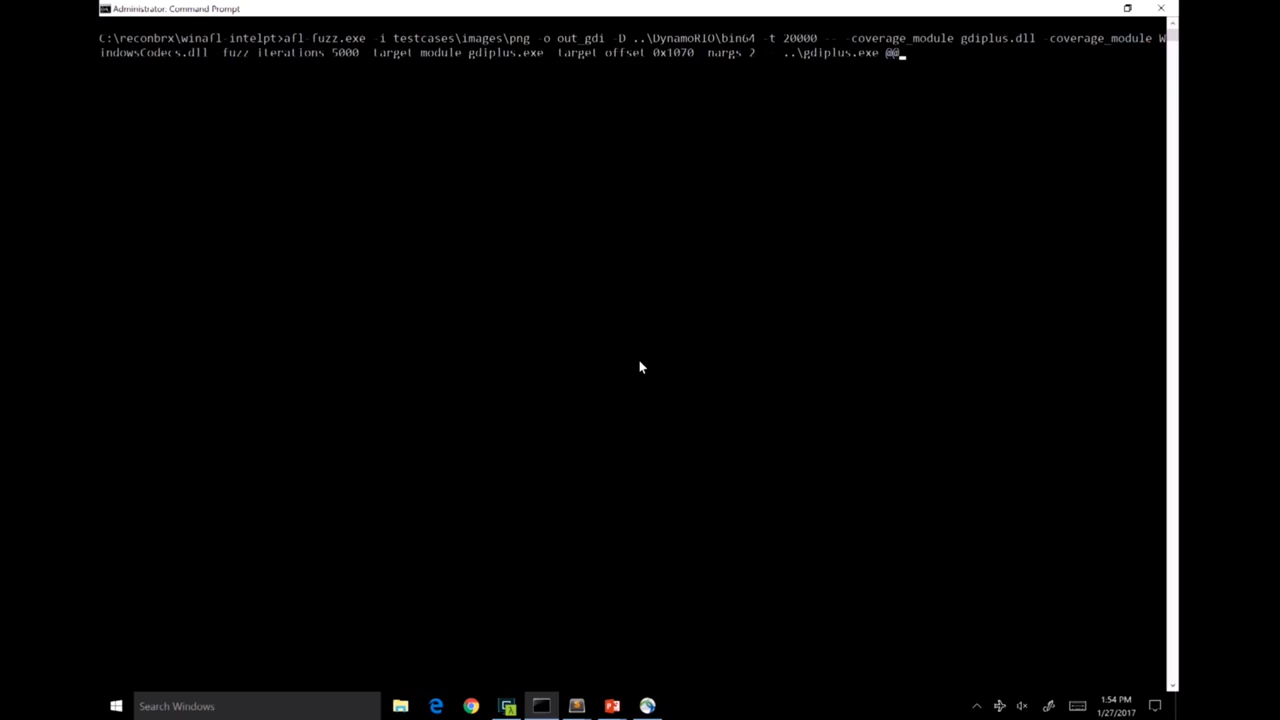 Administrator: Command Prompt
C:\reconbrx\winafl-intelpt>afl-fuzz.exe -i testcases\images\png -o out_gdi -D ..\DynamoRIO\bin64 -t 20000 -- -coverage_module gdiplus.dll -coverage_module W
indowsCodecs.dll -fuzz_iterations 5000 -target_module gdiplus.exe -target_offset 0x1070 -nargs 2 -- ..\gdiplus.exe @@
Search Windows
1:54 PM
1/27/2017